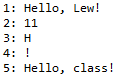 1: Hello, Lew!
2: 11
3: H
4: !
5: Hello, class!